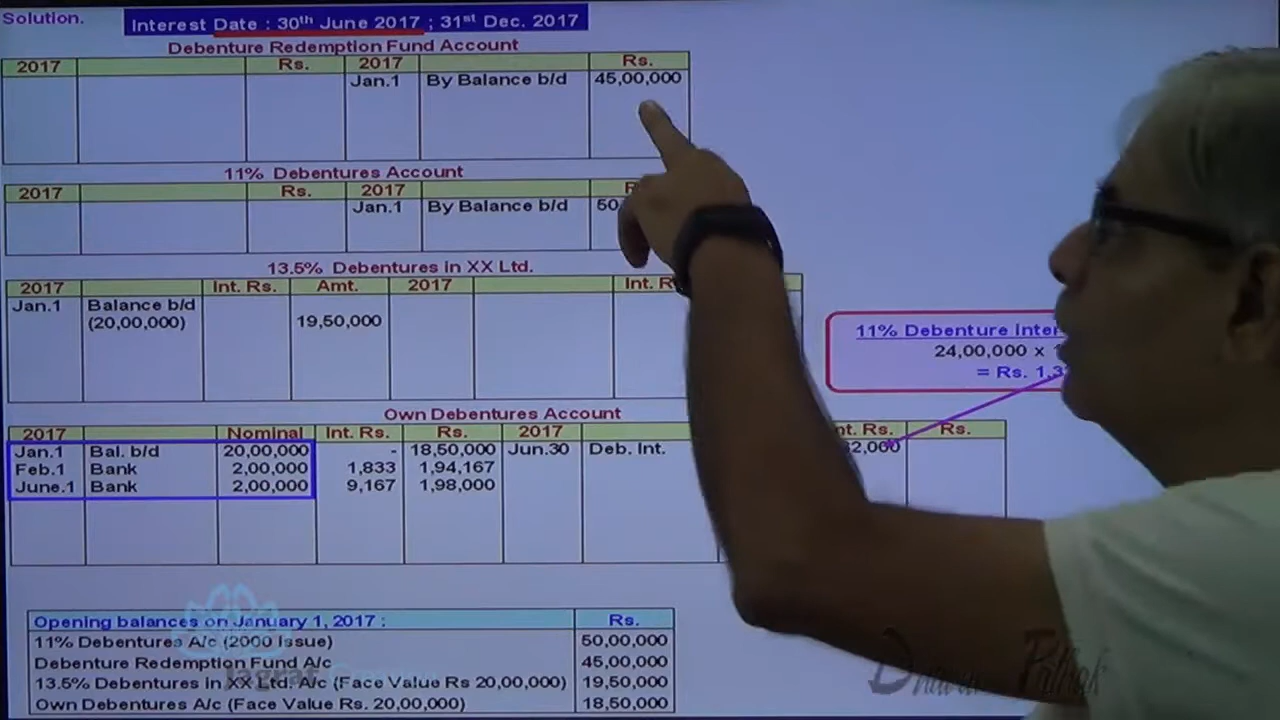 Solution.
Interest Date : 30th June 2017 ; 31st Dec. 2017
Debenture Redemption Fund Account
2017 Rs. 2017 Rs.
Jan.1 By Balance b/d 45,00,000
11% Debentures Account
2017 Rs. 2017
Jan.1 By Balance b/d 50
13.5% Debentures in XX Ltd.
2017 Int. Rs. Amt. 2017 Int. R
Jan.1 Balance b/d
(20,00,000) 19,50,000
11% Debenture Inter
24,00,000 x
= Rs. 1,3
Own Debentures Account
2017 Nominal Int. Rs. Rs. 2017 nt. Rs. Rs.
Jan.1 Bal. b/d 20,00,000 - 18,50,000 Jun.30 Deb. Int. 32,000
Feb.1 Bank 2,00,000 1,833 1,94,167
June.1 Bank 2,00,000 9,167 1,98,000
Opening balances on January 1, 2017 : Rs.
11% Debentures A/c (2000 Issue) 50,00,000
Debenture Redemption Fund A/c 45,00,000
13.5% Debentures in XX Ltd. A/c (Face Value Rs 20,00,000) 19,50,000
Own Debentures A/c (Face Value Rs. 20,00,000) 18,50,000